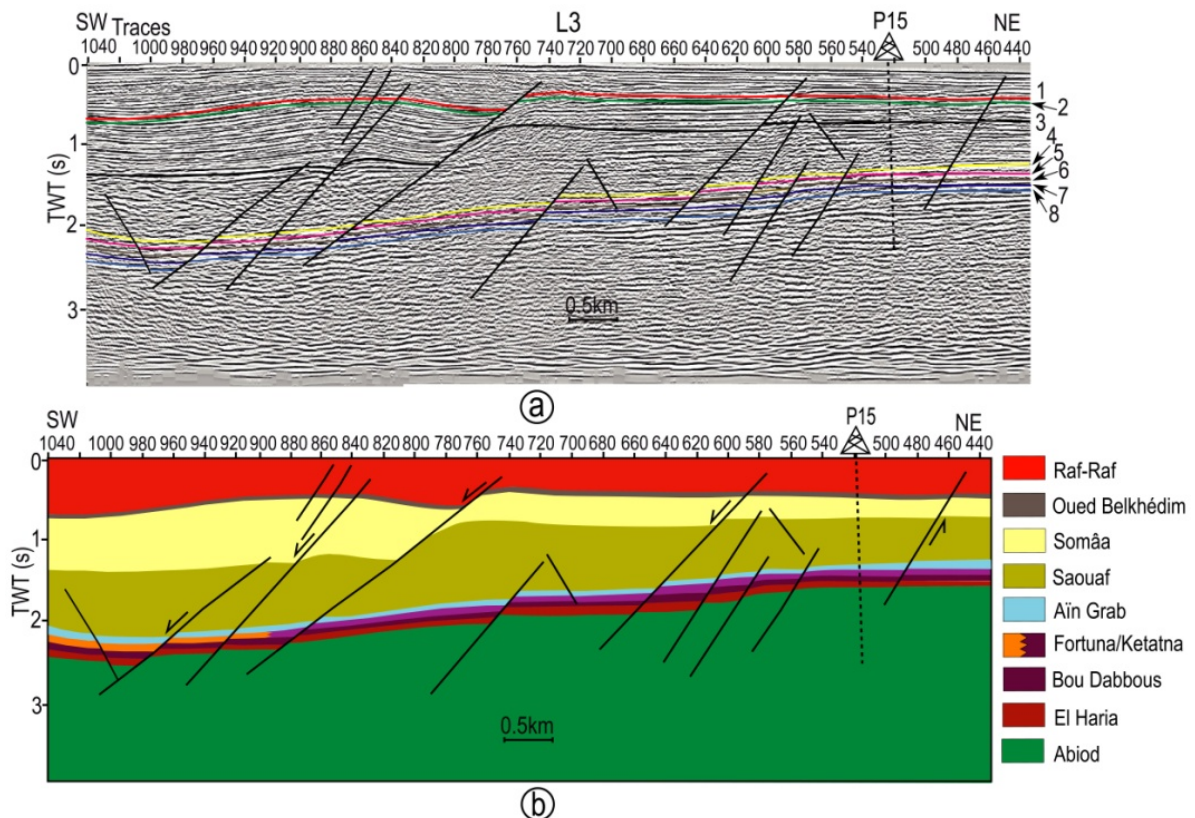 SW Traces L3 P15 NE
1040 1000 980 960 940 920 900 880 860 840 820 800 780 760 740 720 700 680 660 640 620 600 580 560 540 500 480 460 440
0
1
2
3
TWT (s)
1
2
3
4
5
6
7
8
0.5km
a
SW P15 NE
1040 1000 980 960 940 920 900 880 860 840 820 800 780 760 740 720 700 680 660 640 620 600 580 560 540 500 480 460 440
0
1
2
3
TWT (s)
0.5km
Raf-Raf
Oued Belkhédim
Somâa
Saouaf
Aïn Grab
Fortuna/Ketatna
Bou Dabbous
El Haria
Abiod
b